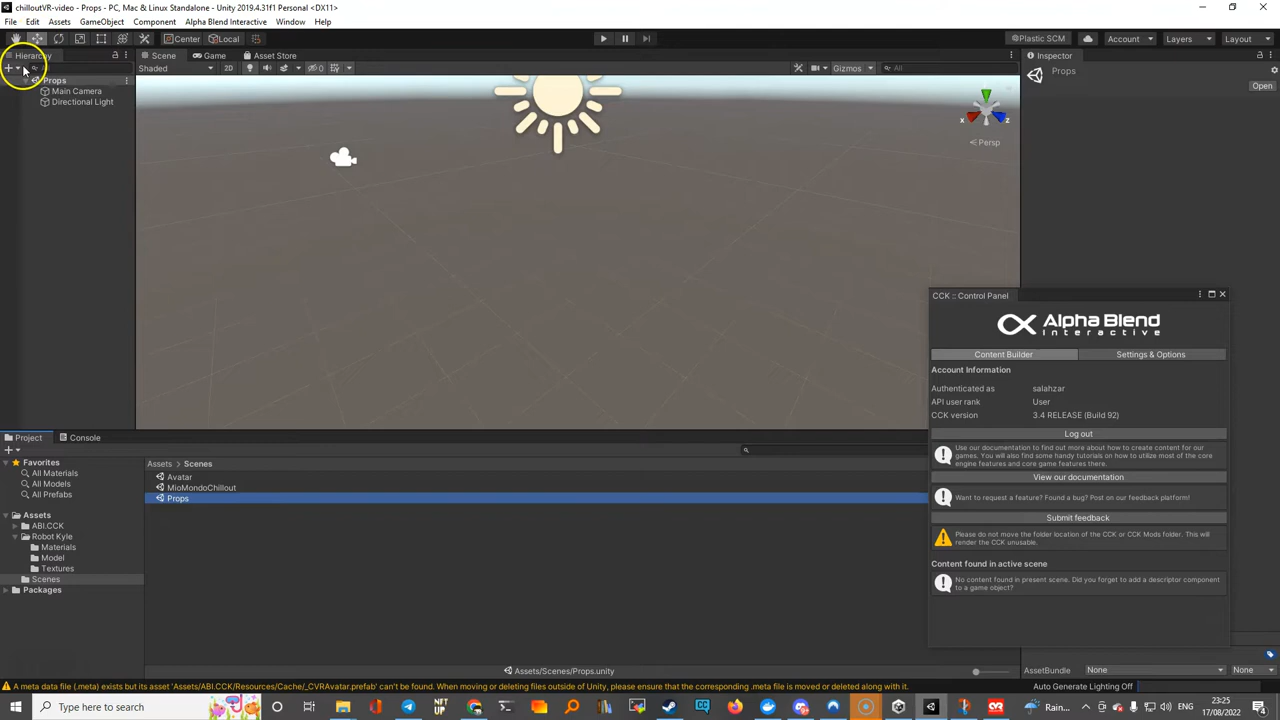 chilloutVR-video - Props - PC, Mac & Linux Standalone - Unity 2019.4.31f1 Personal <DX11>
File Edit Assets GameObject Component Alpha Blend Interactive Window Help
Center Local Plastic SCM Account Layers Layout
Hierarchy Scene Game Asset Store Inspector
Shaded 2D 0 Gizmos All
Props
Open
Props
Main Camera
Directional Light
x z
Persp
CCK :: Control Panel
Alpha Blend
interactive
Content Builder Settings & Options
Account Information
Authenticated as salahzar
API user rank User
CCK version 3.4 RELEASE (Build 92)
Log out
Use our documentation to find out more about how to create content for our
games. You will also find some handy tutorials on how to utilize most of the core
engine features and core game features there.
View our documentation
Want to request a feature? Found a bug? Post on our feedback platform!
Submit feedback
Please do not move the folder location of the CCK or CCK Mods folder. This will
render the CCK unusable.
Content found in active scene
No content found in present scene. Did you forget to add a descriptor component
to a game object?
Project Console
Favorites
All Materials
All Models
All Prefabs
Assets
ABI.CCK
Robot Kyle
Materials
Model
Textures
Scenes
Packages
Assets > Scenes
Avatar
MioMondoChillout
Props
Assets/Scenes/Props.unity
AssetBundle None None
A meta data file (.meta) exists but its asset 'Assets/ABI.CCK/Resources/Cache/_CVRAvatar.prefab' can't be found. When moving or deleting files outside of Unity, please ensure that the corresponding .meta file is moved or deleted along with it.
Auto Generate Lighting Off
Type here to search
NFT
UP
Rain...
ENG
23:25
17/08/2022